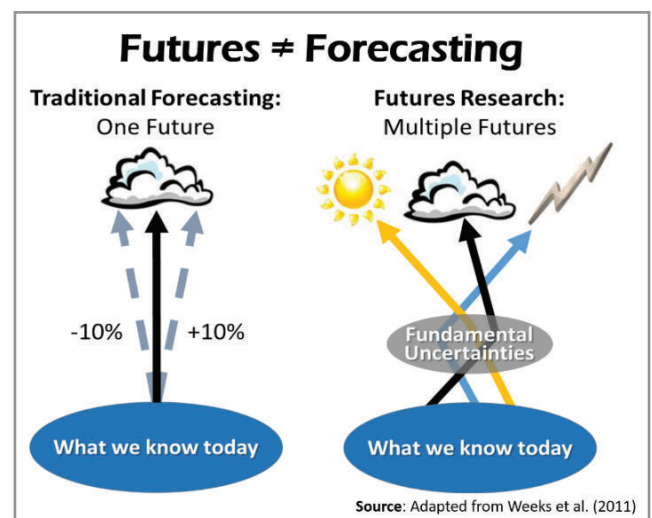 Futures ≠ Forecasting
Traditional Forecasting:
One Future
-10%
+10%
What we know today
Futures Research:
Multiple Futures
Fundamental
Uncertainties
What we know today
Source: Adapted from Weeks et al. (2011)